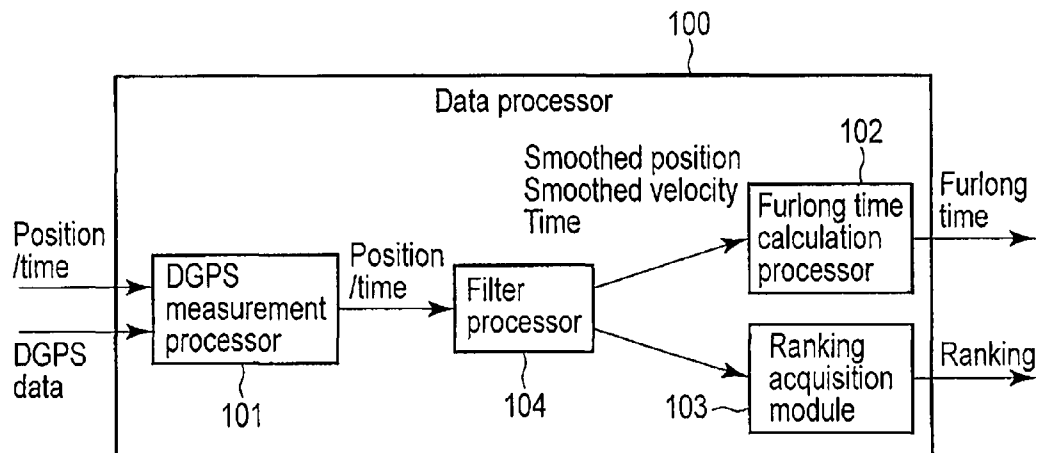 100
Data processor
102
Smoothed position
Smoothed velocity
Time
Furlong time
calculation
processor
Furlong
time
Position
/time
DGPS
measurement
processor
Position
/time
Filter
processor
DGPS
data
101
104
103
Ranking
acquisition
module
Ranking